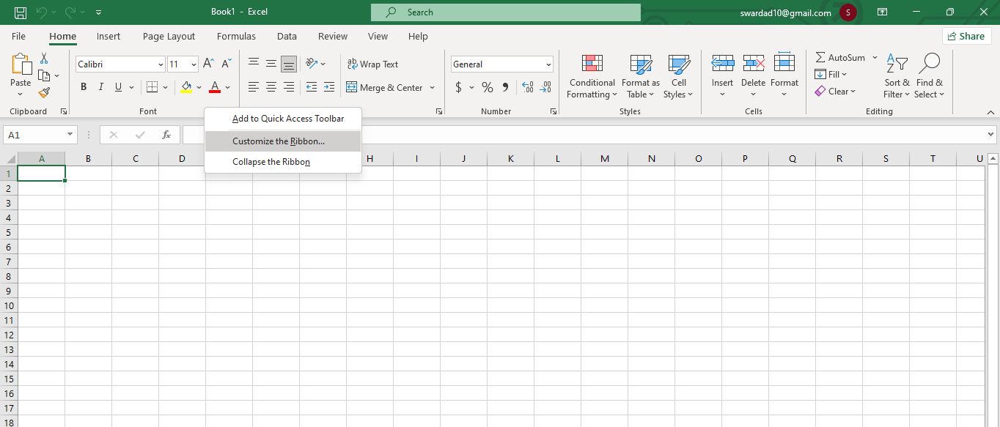 Book1 - Excel
Search
swardad10@gmail.com
S
File Home Insert Page Layout Formulas Data Review View Help
Share
Paste
Clipboard
Calibri
11
A A
B I U
A
Font
ab Wrap Text
Merge & Center
General
$ % 9
Number
Conditional Formatting
Format as Table
Cell Styles
Styles
Insert
Delete
Format
Cells
AutoSum
Fill
Clear
Sort & Filter
Find & Select
Editing
Add to Quick Access Toolbar
Customize the Ribbon...
Collapse the Ribbon
A1
fx
A B C D H I J K L M N O P Q R S T U
1
2
3
4
5
6
7
8
9
10
11
12
13
14
15
16
17
18